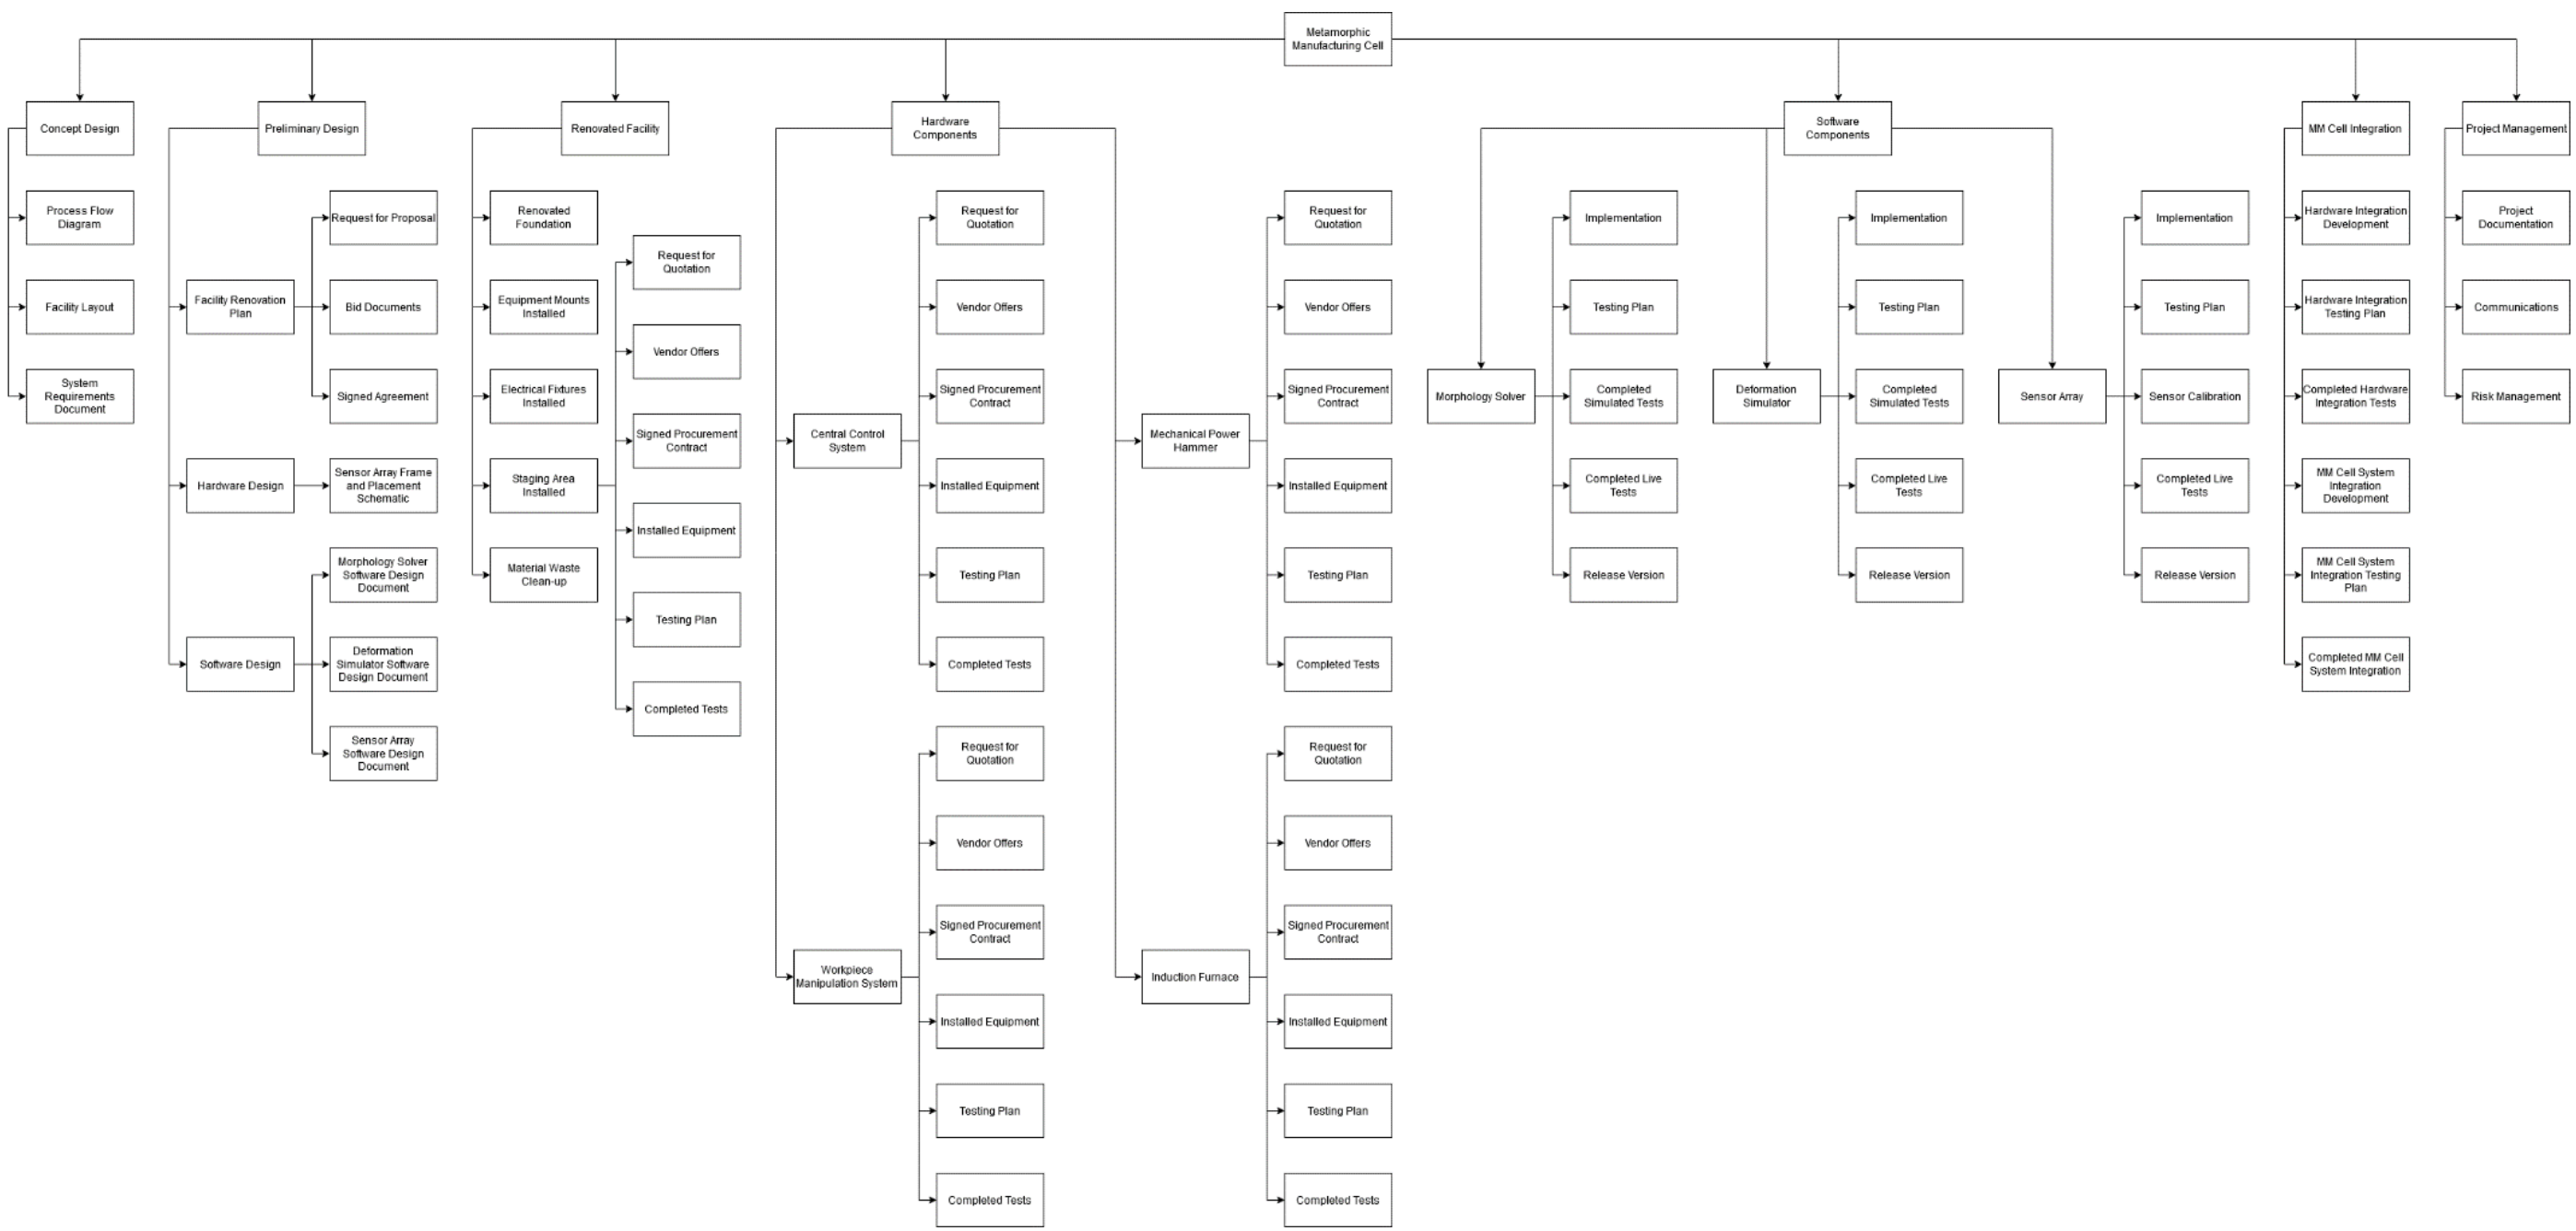 Metamorphic
Manufacturing Cell
Concept Design
Process Flow
Diagram
Facility Layout
System
Requirements
Document
Preliminary Design
Facility Renovation
Plan
Request for Proposal
Bid Documents
Signed Agreement
Hardware Design
Sensor Array Frame
and Placement
Schematic
Software Design
Morphology Solver
Software Design
Document
Deformation
Simulator Software
Design Document
Sensor Array
Software Design
Document
Renovated Facility
Renovated
Foundation
Equipment Mounts
Installed
Electrical Fixtures
Installed
Staging Area
Installed
Request for
Quotation
Vendor Offers
Signed Procurement
Contract
Installed Equipment
Testing Plan
Completed Tests
Material Waste
Clean-up
Hardware
Components
Central Control
System
Request for
Quotation
Vendor Offers
Signed Procurement
Contract
Installed Equipment
Testing Plan
Completed Tests
Workpiece
Manipulation System
Request for
Quotation
Vendor Offers
Signed Procurement
Contract
Installed Equipment
Testing Plan
Completed Tests
Mechanical Power
Hammer
Request for
Quotation
Vendor Offers
Signed Procurement
Contract
Installed Equipment
Testing Plan
Completed Tests
Induction Furnace
Request for
Quotation
Vendor Offers
Signed Procurement
Contract
Installed Equipment
Testing Plan
Completed Tests
Software
Components
Morphology Solver
Implementation
Testing Plan
Completed
Simulated Tests
Completed Live
Tests
Release Version
Deformation
Simulator
Implementation
Testing Plan
Completed
Simulated Tests
Completed Live
Tests
Release Version
Sensor Array
Implementation
Testing Plan
Sensor Calibration
Completed Live
Tests
Release Version
MM Cell Integration
Hardware Integration
Development
Hardware Integration
Testing Plan
Completed Hardware
Integration Tests
MM Cell System
Integration
Development
MM Cell System
Integration Testing
Plan
Completed MM Cell
System Integration
Project Management
Project
Documentation
Communications
Risk Management